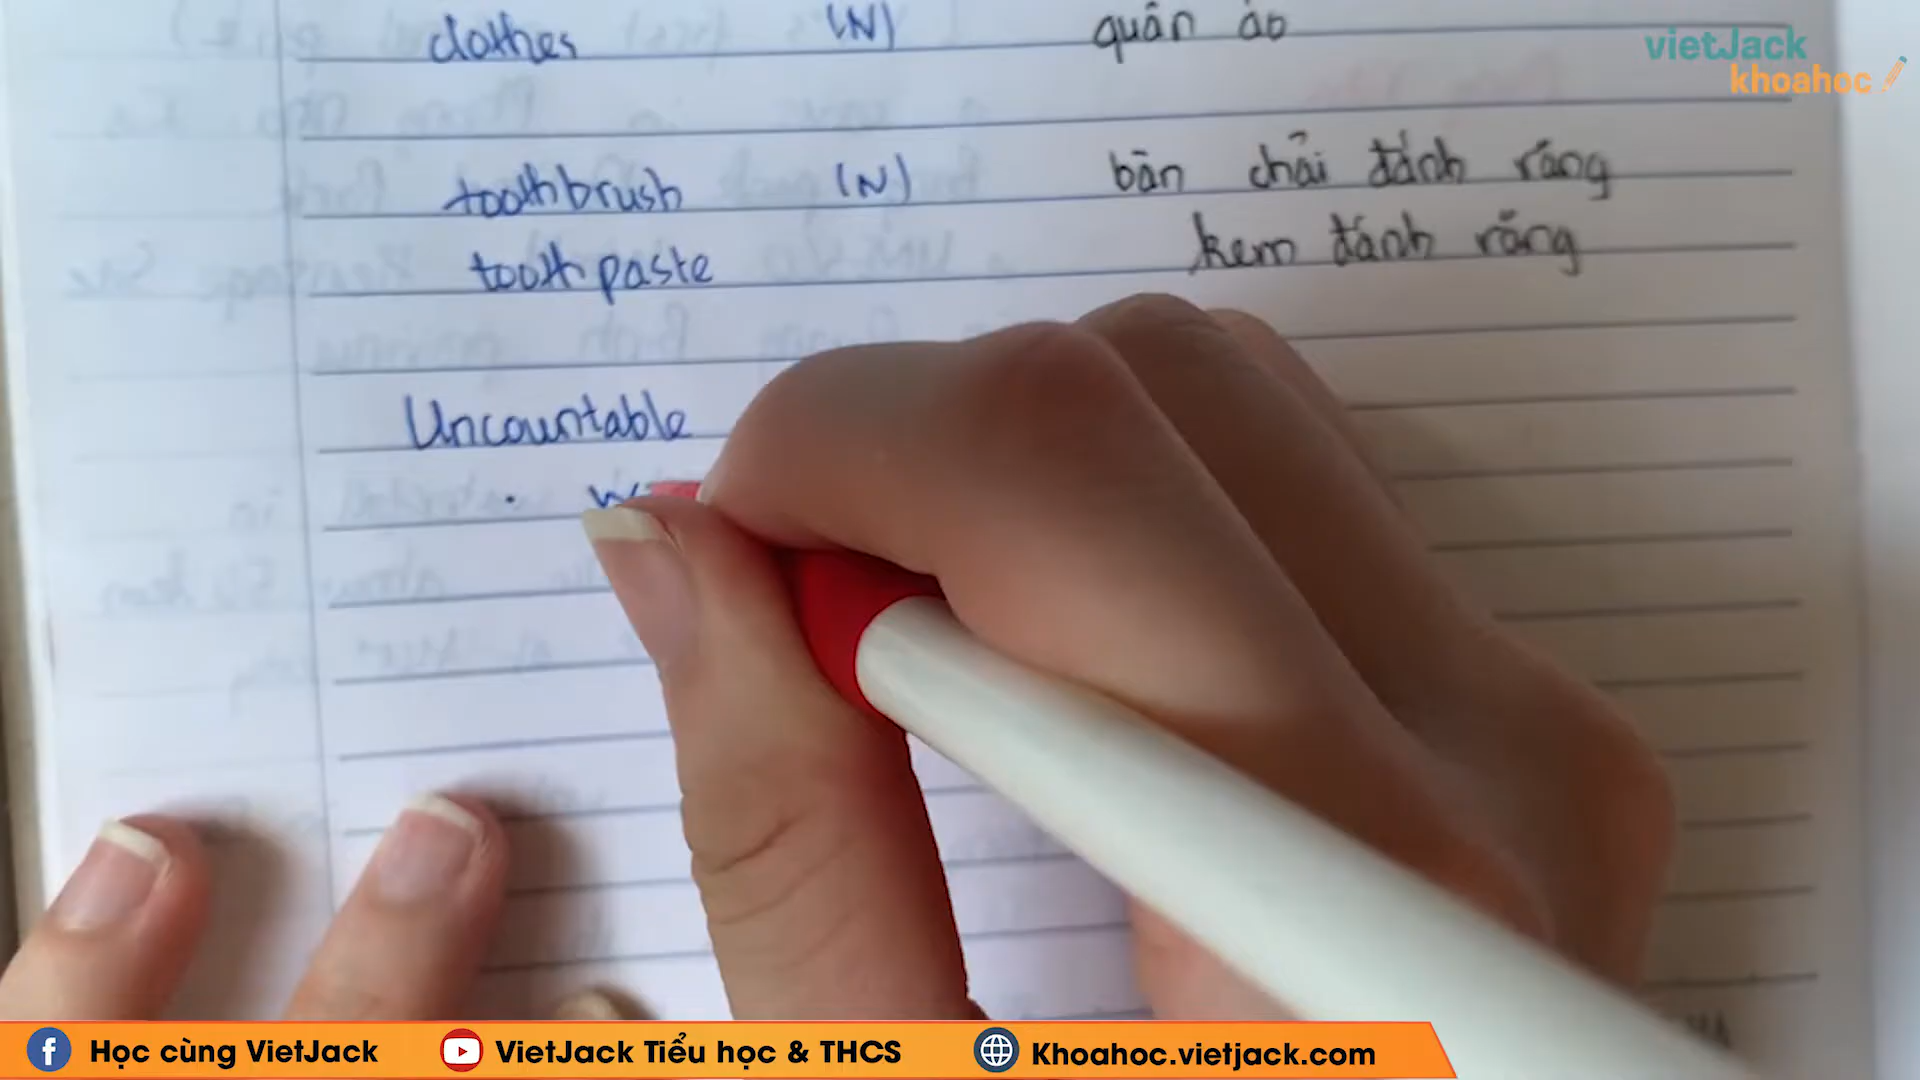 clothes (N) quần áo
vietJack
khoahoc
toothbrush (N) bàn chải đánh răng
toothpaste kem đánh răng
Uncountable
Học cùng VietJack VietJack Tiểu học & THCS Khoahoc.vietjack.com